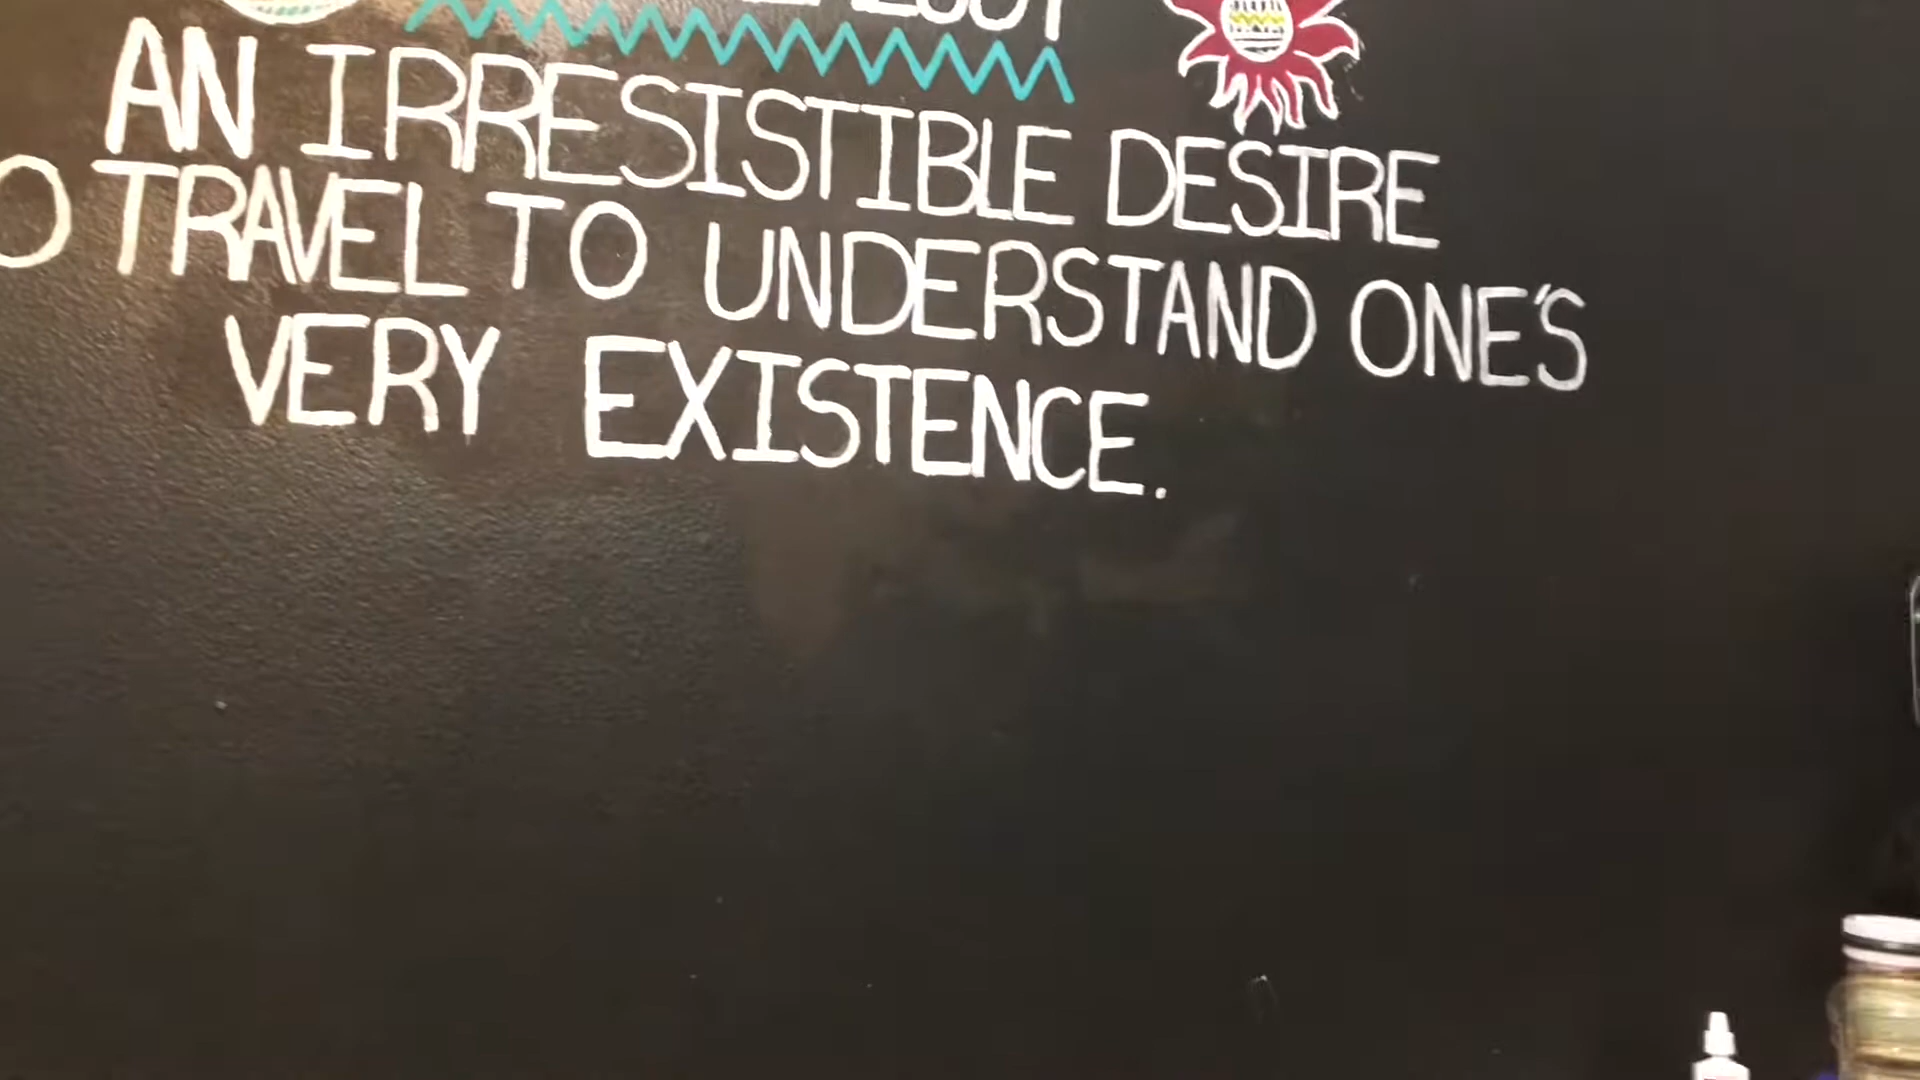 AN IRRESISTIBLE DESIRE
TRAVEL TO UNDERSTAND ONE'S
VERY EXISTENCE.